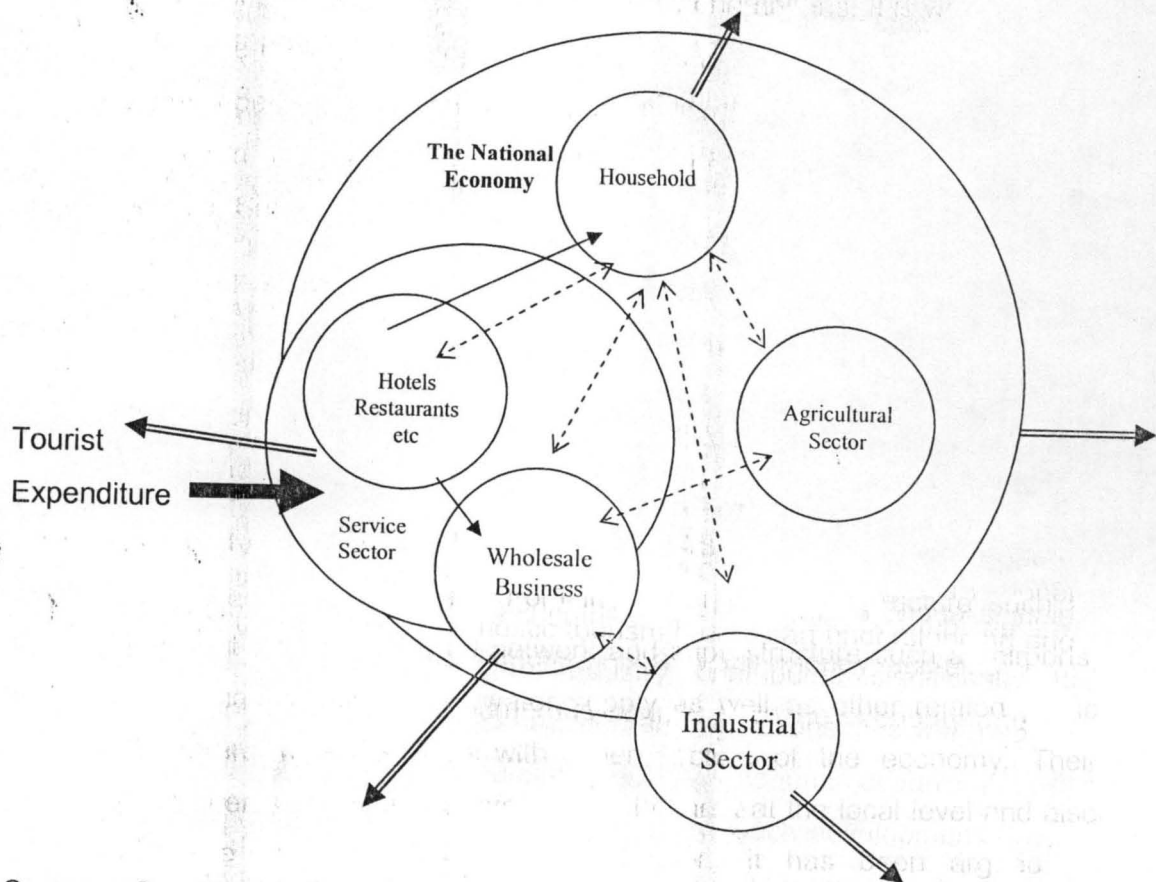 The National
Economy
Household
Hotels
Restaurants
etc
Agricultural
Sector
Tourist
Expenditure
Service
Sector
Wholesale
Business
Industrial
Sector